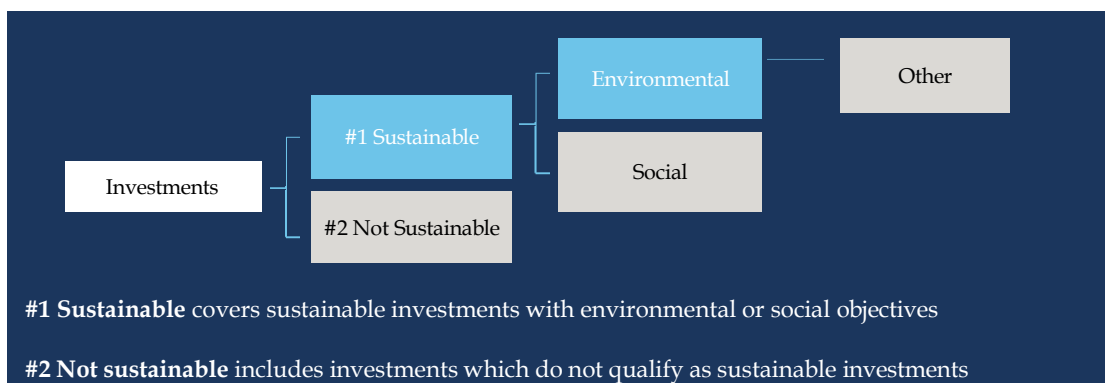 Environmental
Other
#1 Sustainable
Social
Investments
#2 Not Sustainable
#1 Sustainable covers sustainable investments with environmental or social objectives
#2 Not sustainable includes investments which do not qualify as sustainable investments